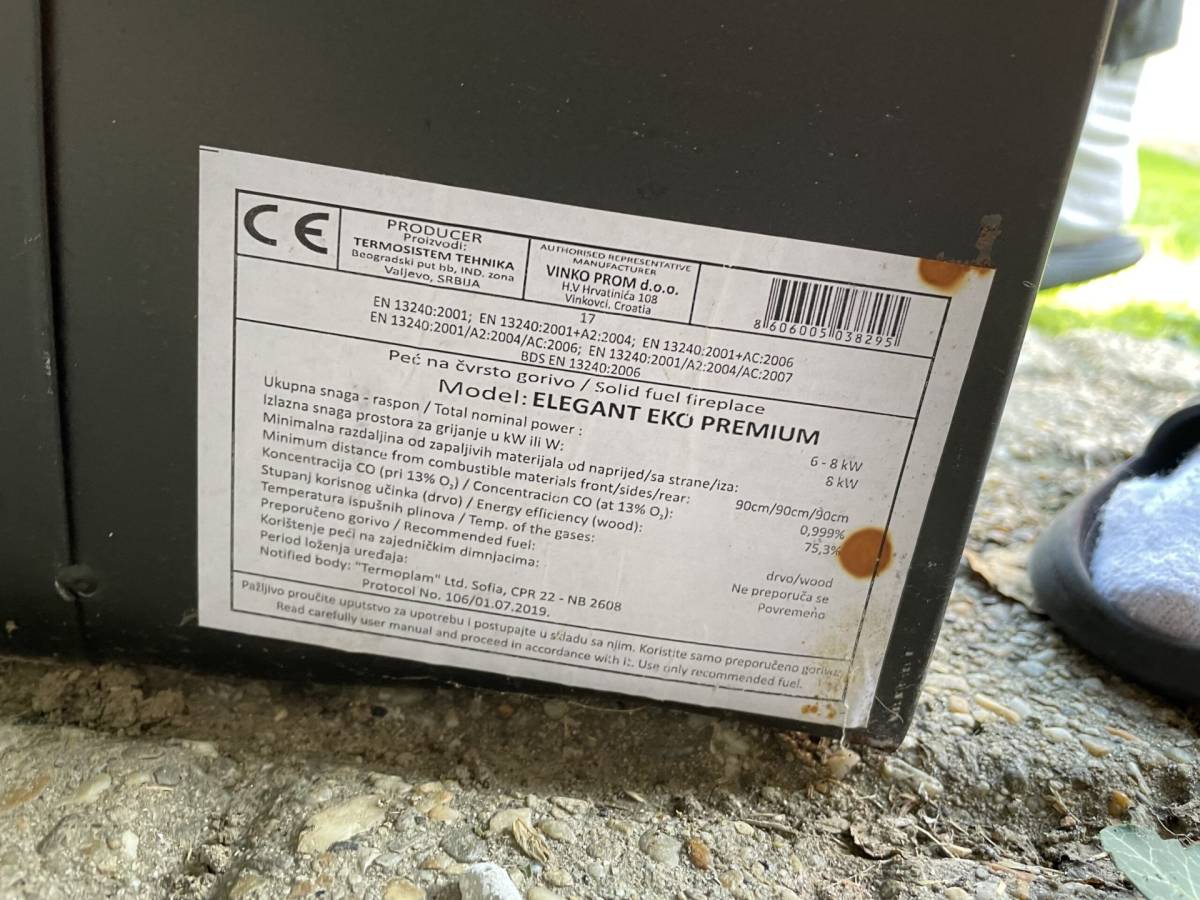 CE
PRODUCER
Proizvodi:
TERMOSISTEM TEHNIKA
Beogradski put bb, IND. zona
Valjevo, SRBIJA
AUTHORISED REPRESENTATIVE
MANUFACTURER
VINKO PROM d.o.o.
H.V Hrvatinića 108
Vinkovci, Croatia
17
8 606005 038295
EN 13240:2001; EN 13240:2001+A2:2004; EN 13240:2001+AC:2006
EN 13240:2001/A2:2004/AC:2006; EN 13240:2001/A2:2004/AC:2007
BDS EN 13240:2006
Peć na čvrsto gorivo / Solid fuel fireplace
Model: ELEGANT EKO PREMIUM
Ukupna snaga - raspon / Total nominal power : 6 - 8 kW
Izlazna snaga prostora za grijanje u kW ili W: 8 kW
Minimalna razdaljina od zapaljivih materijala od naprijed/sa strane/iza:
Minimum distance from combustible materials front/sides/rear: 90cm/90cm/90cm
Koncentracija CO (pri 13% O₂) / Concentracion CO (at 13% O₂): 0,999%
Stupanj korisnog učinka (drvo) / Energy efficiency (wood): 75,3%
Temperatura ispušnih plinova / Temp. of the gases:
Preporučeno gorivo / Recommended fuel: drvo/wood
Korištenje peći na zajedničkim dimnjacima: Ne preporuča se
Period loženja uređaja: Povremeno
Notified body: "Termoplam" Ltd, Sofia, CPR 22 - NB 2608
Protocol No. 106/01.07.2019.
Pažljivo proučite uputstvo za upotrebu i postupajte u skladu sa njim. Koristite samo preporučeno gorivo.
Read carefully user manual and proceed in accordance with it. Use only recommended fuel.